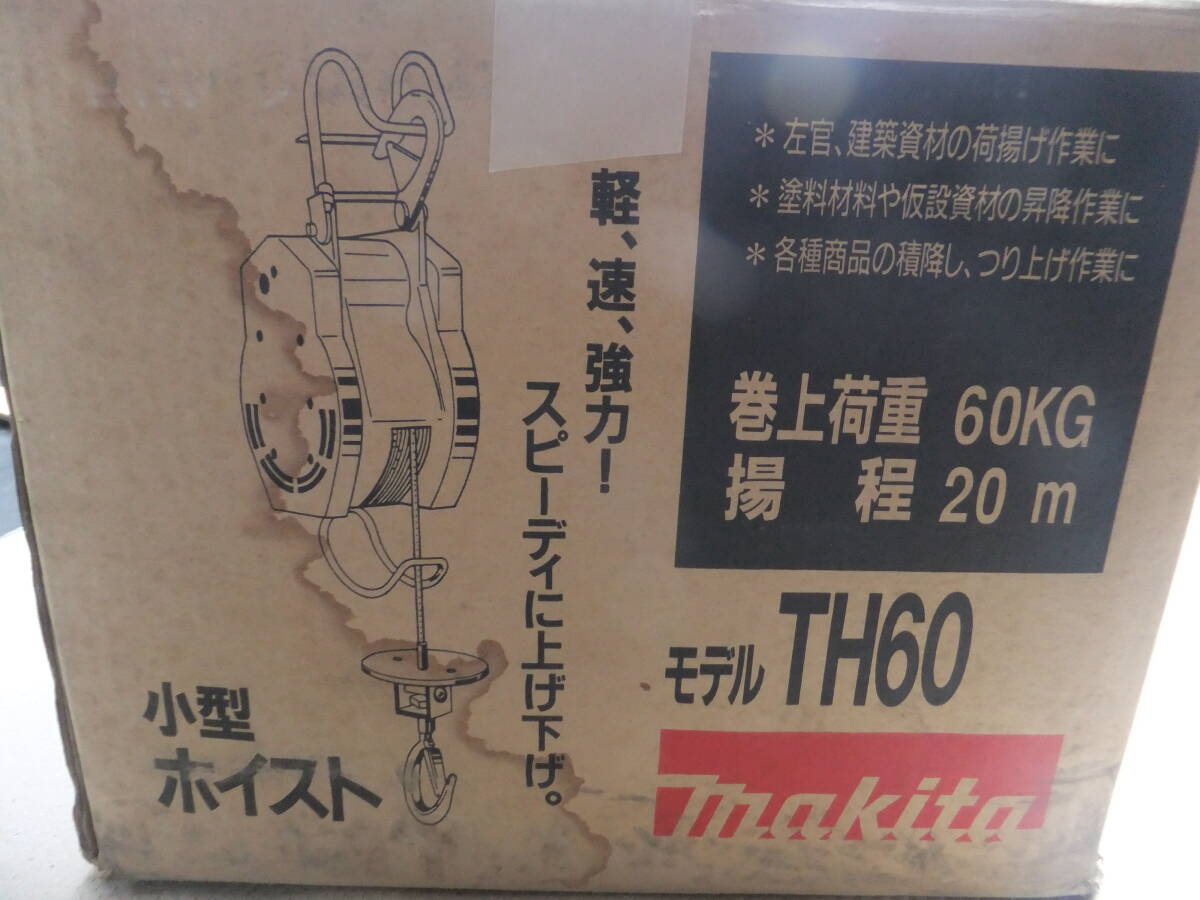 ＊左官、建築資材の荷揚げ作業に
＊塗料材料や仮設資材の昇降作業に
＊各種商品の積降し、つり上げ作業に
巻上荷重 60KG
揚 程 20 m
軽、速、強力！
スピーディに上げ下げ。
モデル TH60
小型
ホイスト
makita